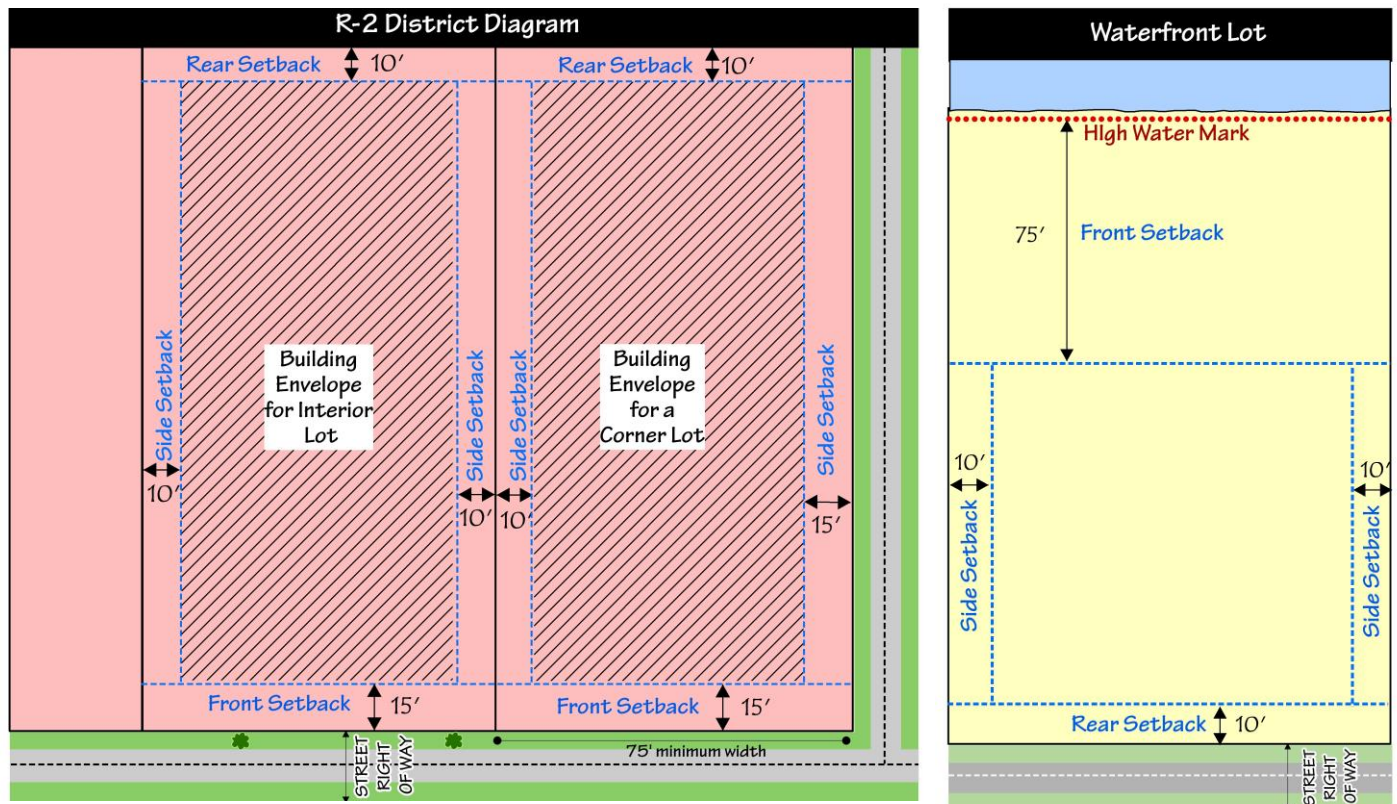 R-2 District Diagram
Rear Setback 10'
Rear Setback 10'
Side Setback
10'
Building
Envelope
for Interior
Lot
Side Setback
10'
Side Setback
10'
Building
Envelope
for a
Corner Lot
Side Setback
15'
Front Setback 15'
Front Setback 15'
STREET
RIGHT
OF WAY
75' minimum width
Waterfront Lot
HIgh Water Mark
75' Front Setback
10'
Side Setback
10'
Side Setback
Rear Setback 10'
STREET
RIGHT
OF WAY